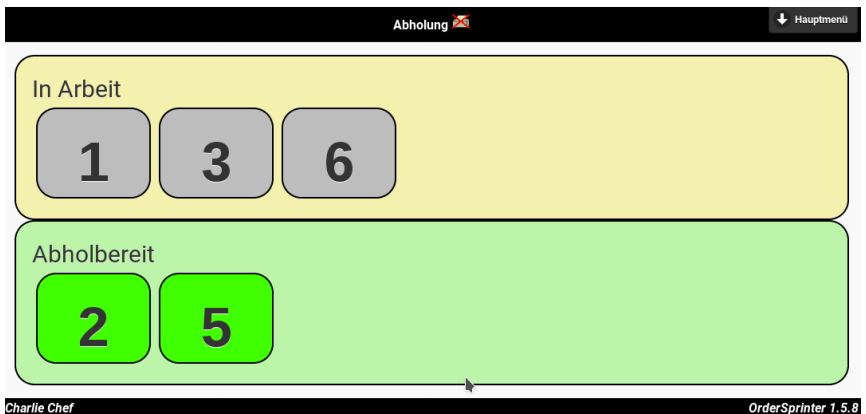 Abholung
Hauptmenü
In Arbeit
1 3 6
Abholbereit
2 5
Charlie Chef
OrderSprinter 1.5.8